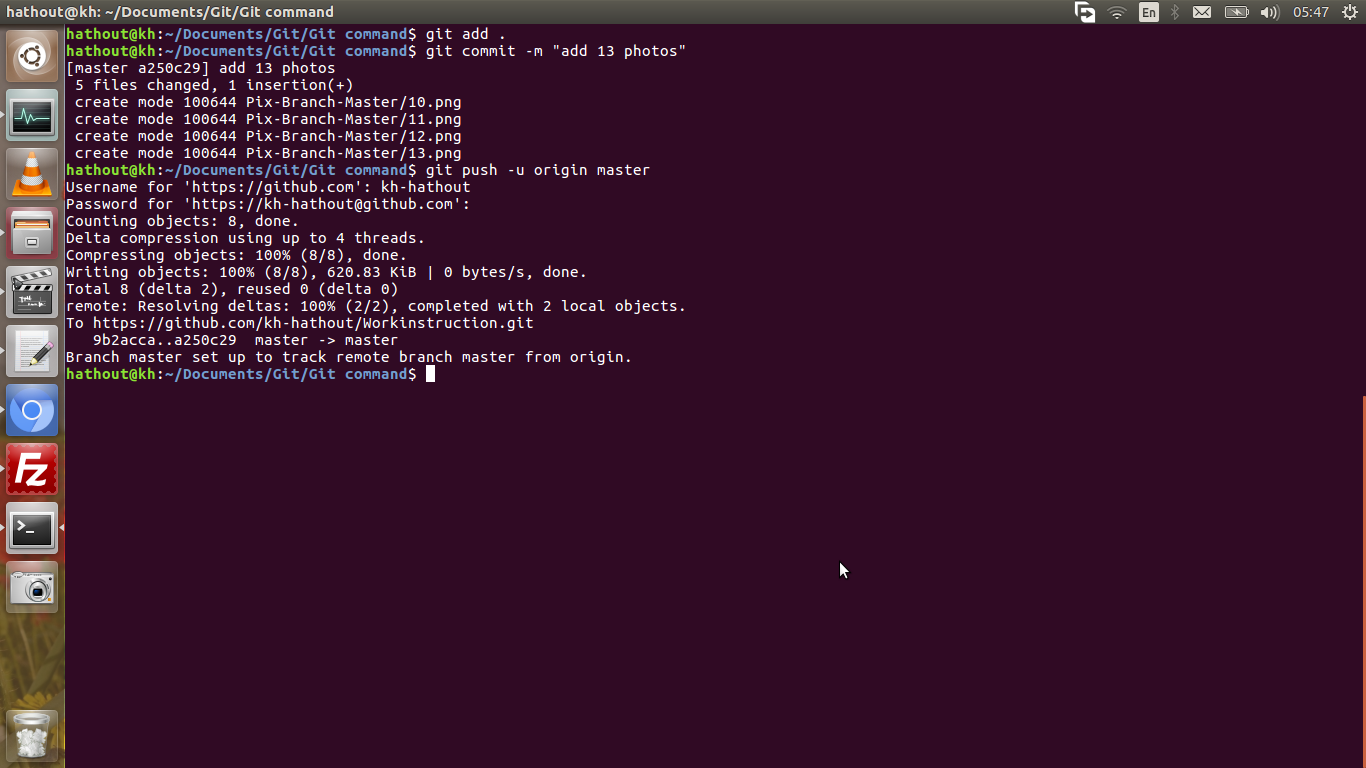 hathout@kh: ~/Documents/Git/Git command
En
05:47
hathout@kh:~/Documents/Git/Git command$ git add .
hathout@kh:~/Documents/Git/Git command$ git commit -m "add 13 photos"
[master a250c29] add 13 photos
 5 files changed, 1 insertion(+)
 create mode 100644 Pix-Branch-Master/10.png
 create mode 100644 Pix-Branch-Master/11.png
 create mode 100644 Pix-Branch-Master/12.png
 create mode 100644 Pix-Branch-Master/13.png
hathout@kh:~/Documents/Git/Git command$ git push -u origin master
Username for 'https://github.com': kh-hathout
Password for 'https://kh-hathout@github.com':
Counting objects: 8, done.
Delta compression using up to 4 threads.
Compressing objects: 100% (8/8), done.
Writing objects: 100% (8/8), 620.83 KiB | 0 bytes/s, done.
Total 8 (delta 2), reused 0 (delta 0)
remote: Resolving deltas: 100% (2/2), completed with 2 local objects.
To https://github.com/kh-hathout/Workinstruction.git
   9b2acca..a250c29  master -> master
Branch master set up to track remote branch master from origin.
hathout@kh:~/Documents/Git/Git command$
Fz
>_